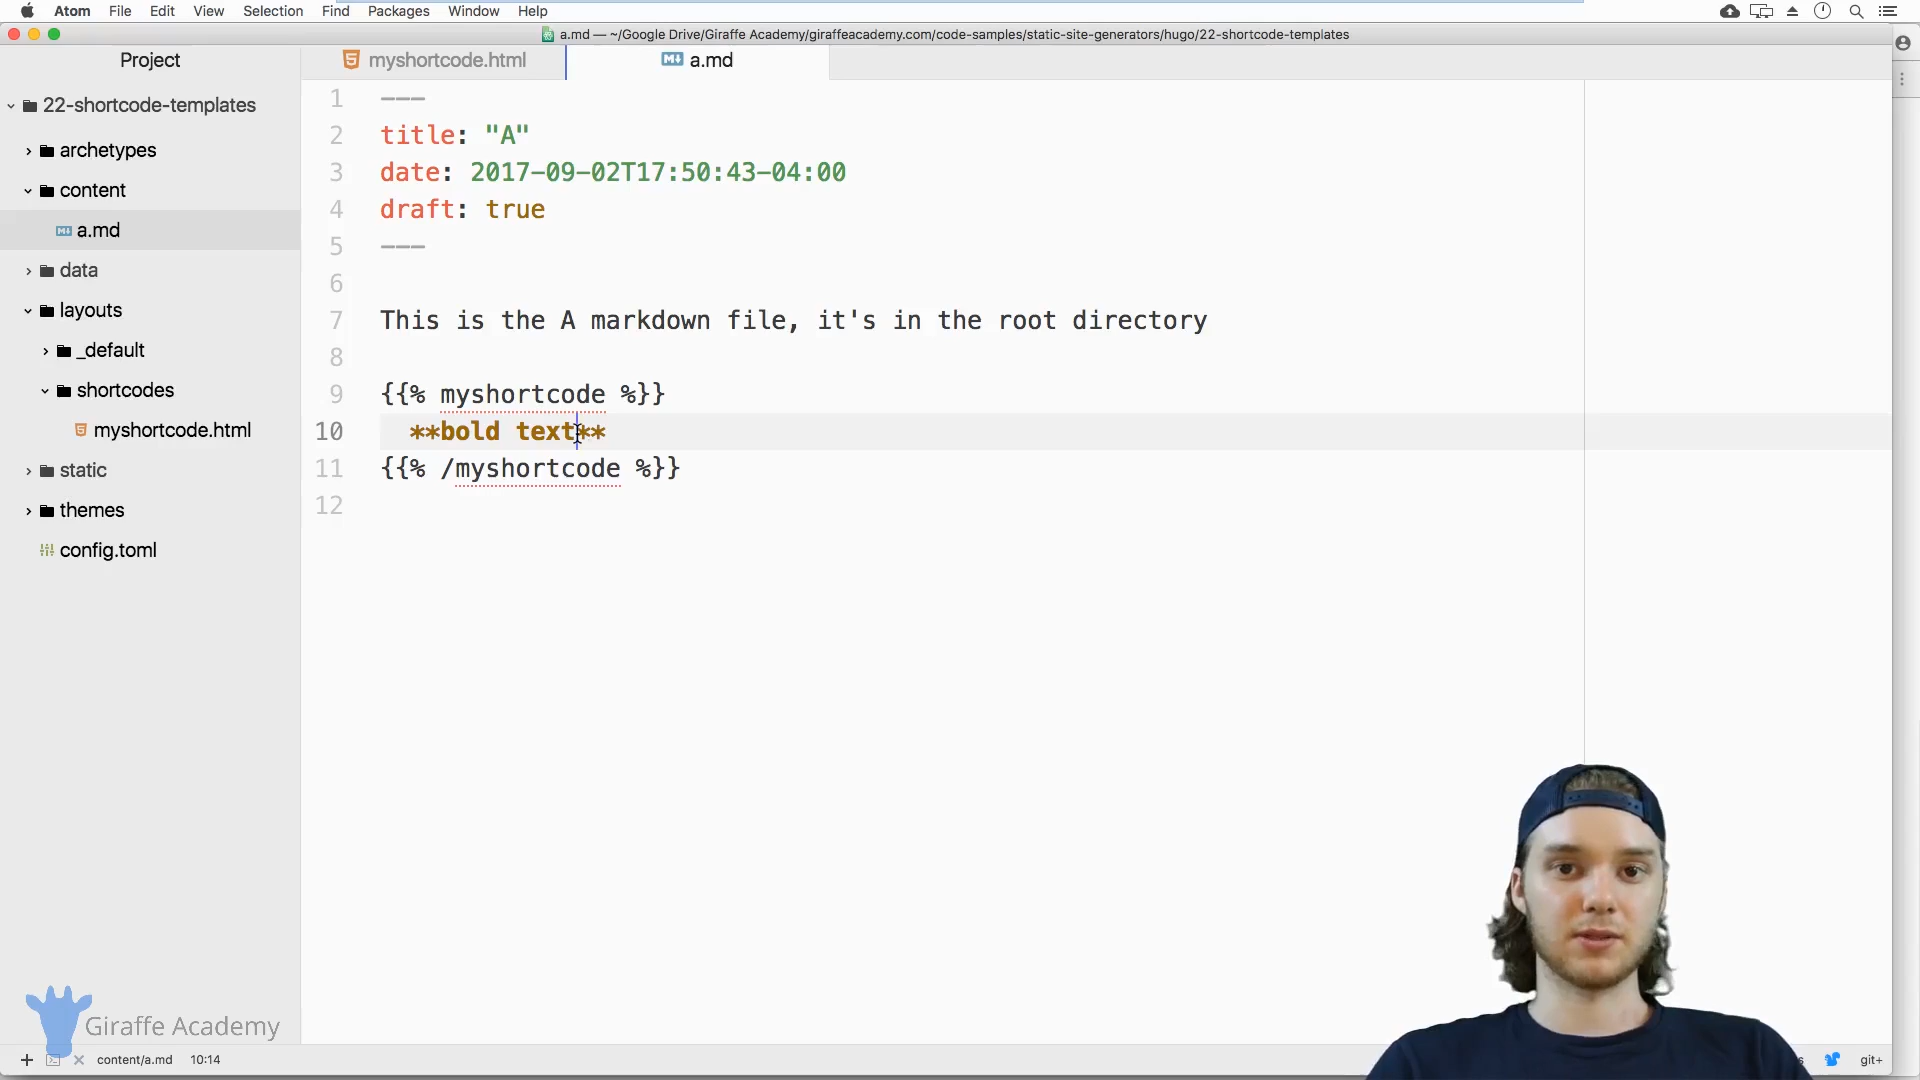 Atom File Edit View Selection Find Packages Window Help
a.md — ~/Google Drive/Giraffe Academy/giraffeacademy.com/code-samples/static-site-generators/hugo/22-shortcode-templates
Project
myshortcode.html
a.md
22-shortcode-templates
archetypes
content
a.md
data
layouts
_default
shortcodes
myshortcode.html
static
themes
config.toml
1 ---
2 title: "A"
3 date: 2017-09-02T17:50:43-04:00
4 draft: true
5 ---
6
7 This is the A markdown file, it's in the root directory
8
9 {{% myshortcode %}}
10 **bold text**
11 {{% /myshortcode %}}
12
Giraffe Academy
content/a.md 10:14
git+